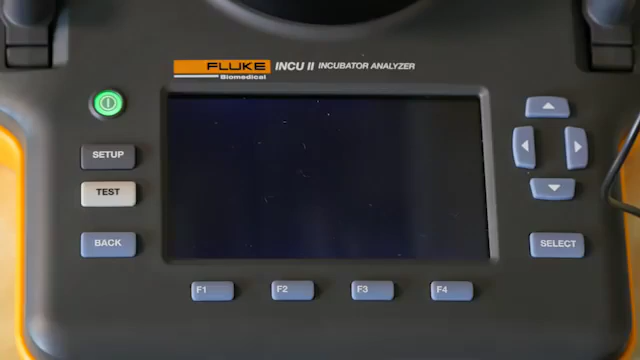 FLUKE
Biomedical
INCU II INCUBATOR ANALYZER
SETUP
TEST
BACK
SELECT
F1
F2
F3
F4